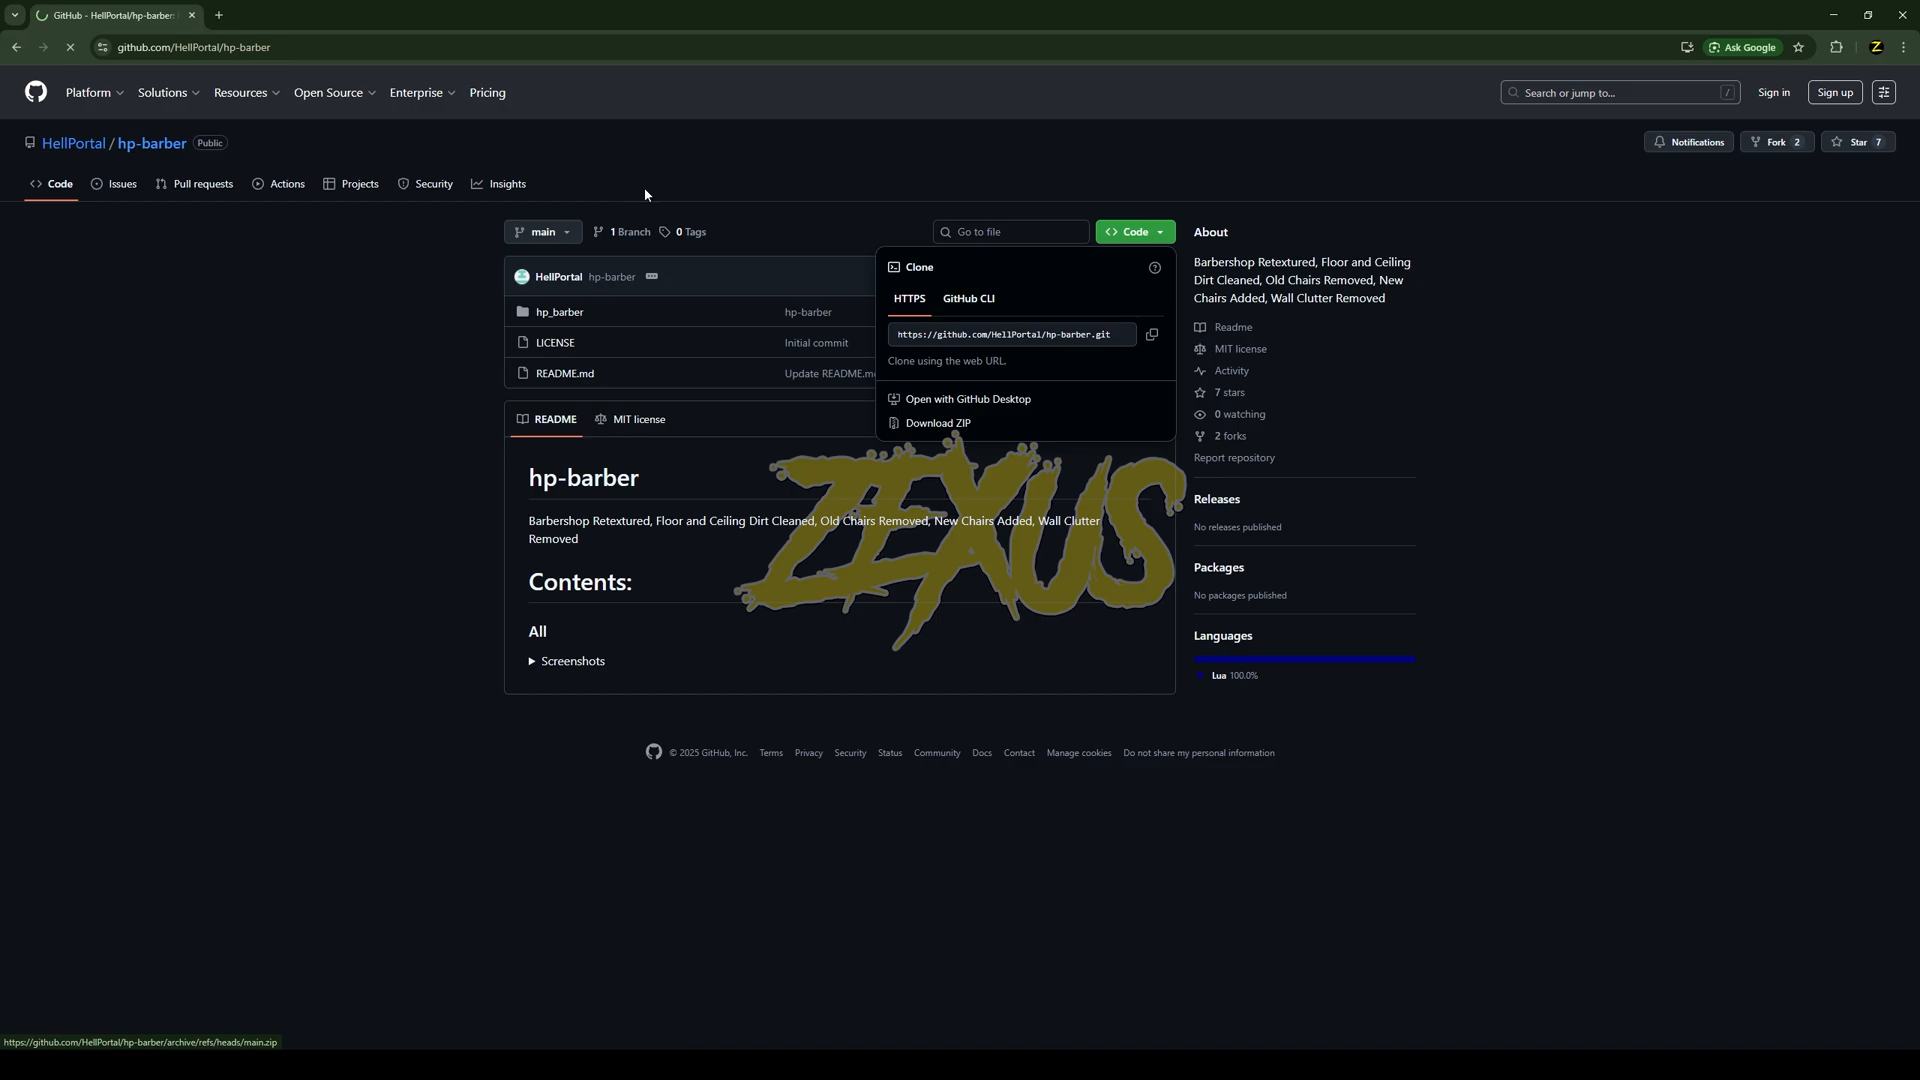 GitHub - HellPortal/hp-barber:
github.com/HellPortal/hp-barber
Ask Google
Z
Platform
Solutions
Resources
Open Source
Enterprise
Pricing
Search or jump to...
/
Sign in
Sign up
HellPortal / hp-barber
Public
Notifications
Fork 2
Star 7
Code
Issues
Pull requests
Actions
Projects
Security
Insights
main
1 Branch
0 Tags
Go to file
Code
About
Barbershop Retextured, Floor and Ceiling
Dirt Cleaned, Old Chairs Removed, New
Chairs Added, Wall Clutter Removed
HellPortal hp-barber
hp_barber
hp-barber
LICENSE
Initial commit
README.md
Update README.m
Clone
HTTPS
GitHub CLI
https://github.com/HellPortal/hp-barber.git
Clone using the web URL.
Open with GitHub Desktop
Download ZIP
Readme
MIT license
Activity
7 stars
0 watching
2 forks
Report repository
README
MIT license
hp-barber
Barbershop Retextured, Floor and Ceiling Dirt Cleaned, Old Chairs Removed, New Chairs Added, Wall Clutter
Removed
ZEXUS
Contents:
All
Screenshots
Releases
No releases published
Packages
No packages published
Languages
Lua 100.0%
© 2025 GitHub, Inc.
Terms
Privacy
Security
Status
Community
Docs
Contact
Manage cookies
Do not share my personal information
https://github.com/HellPortal/hp-barber/archive/refs/heads/main.zip